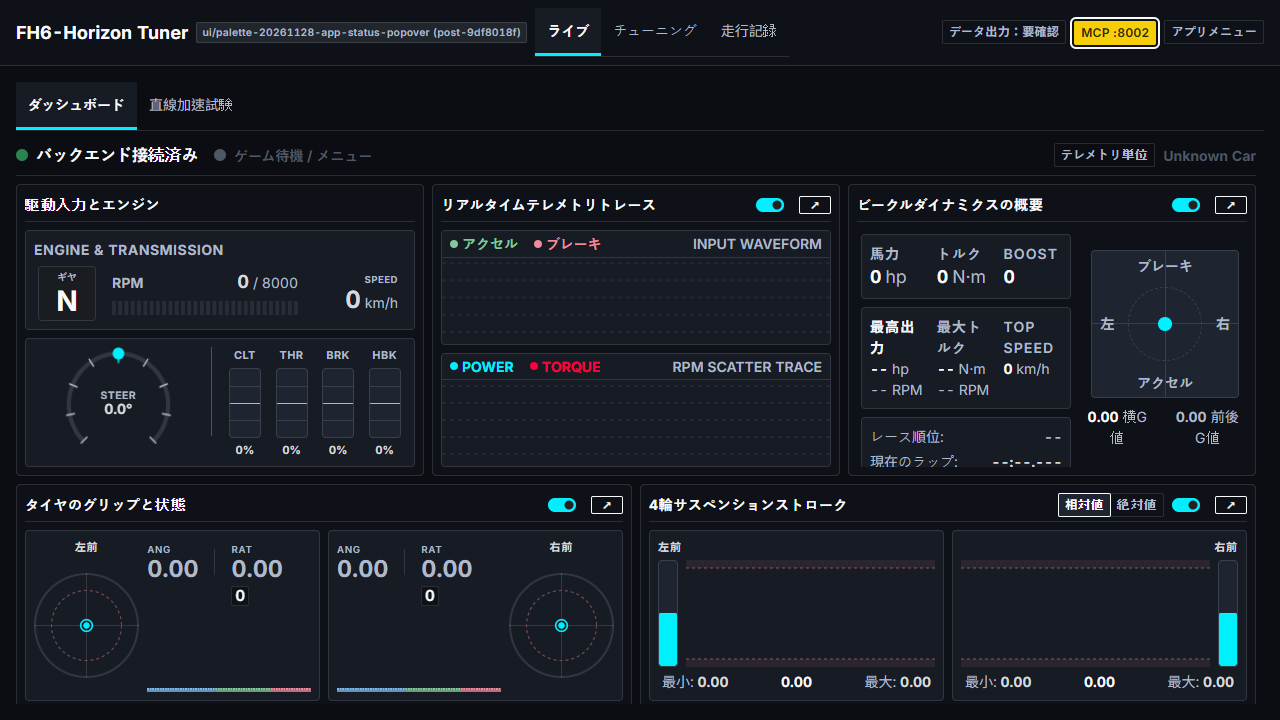 FH6-Horizon Tuner
ui/palette-20261128-app-status-popover (post-9df8018f)
ライブ
チューニング
走行記録
データ出力：要確認
MCP :8002
アプリメニュー
ダッシュボード
直線加速試験
バックエンド接続済み
ゲーム待機 / メニュー
テレメトリ単位
Unknown Car
駆動入力とエンジン
ENGINE & TRANSMISSION
ギヤ
N
RPM
0 / 8000
SPEED
0 km/h
STEER
0.0°
CLT
THR
BRK
HBK
0%
0%
0%
0%
リアルタイムテレメトリトレース
↗
アクセル
ブレーキ
INPUT WAVEFORM
POWER
TORQUE
RPM SCATTER TRACE
ビークルダイナミクスの概要
↗
馬力
0 hp
トルク
0 N·m
BOOST
0
最高出
力
-- hp
-- RPM
最大ト
ルク
-- N·m
-- RPM
TOP
SPEED
0 km/h
レース順位:
--
現在のラップ:
--:--.---
ブレーキ
左
右
アクセル
0.00 横G
値
0.00 前後
G値
タイヤのグリップと状態
↗
左前
ANG
0.00
RAT
0.00
0
ANG
0.00
RAT
0.00
0
右前
4輪サスペンションストローク
相対値
絶対値
↗
左前
最小: 0.00
0.00
最大: 0.00
右前
最小: 0.00
0.00
最大: 0.00